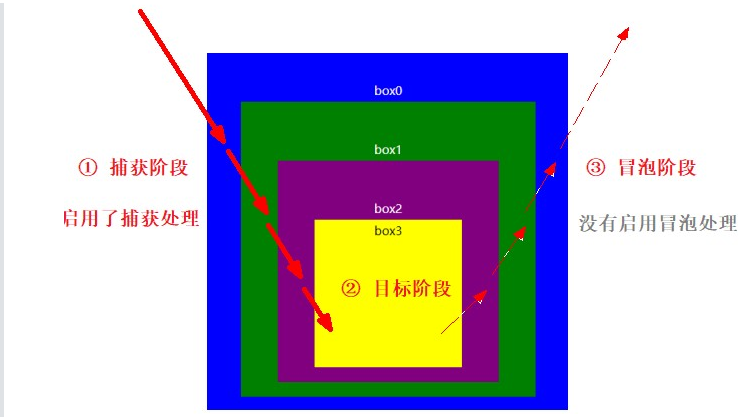 box0
box1
① 捕获阶段
③ 冒泡阶段
启用了捕获处理
box2
没有启用冒泡处理
box3
② 目标阶段